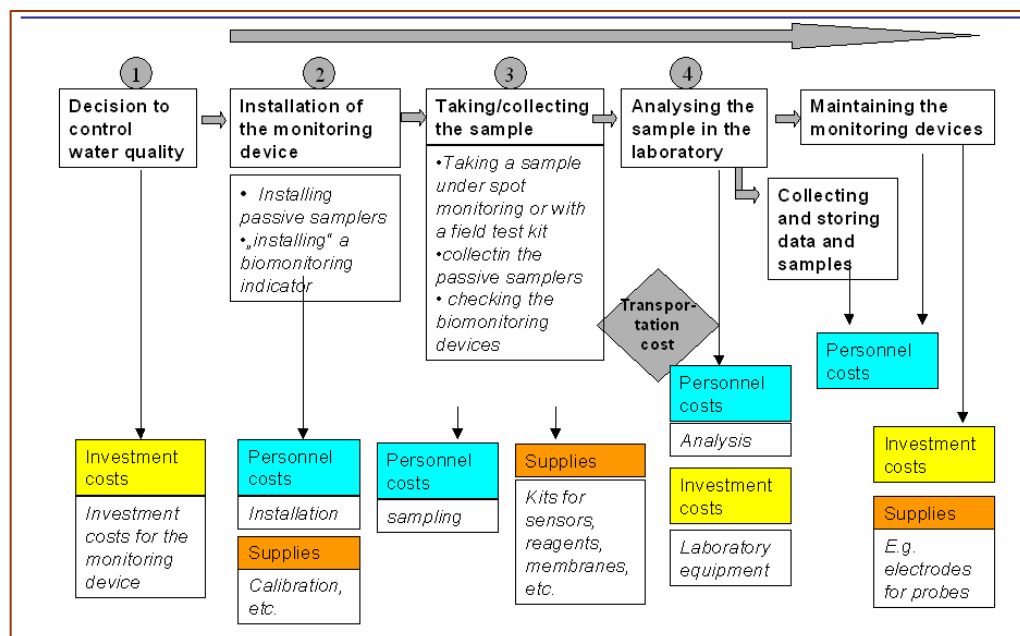 1
2
3
4
Decision to
control
water quality
Installation of
the monitoring
device
• Installing
passive samplers
•„installing“ a
biomonitoring
indicator
Taking/collecting
the sample
•Taking a sample
under spot
monitoring or with
a field test kit
•collectin the
passive samplers
• checking the
biomonitoring
devices
Analysing the
sample in the
laboratory
Maintaining the
monitoring devices
Collecting
and storing
data and
samples
Transpor-
tation
cost
Investment
costs
Investment
costs for the
monitoring
device
Personnel
costs
Installation
Supplies
Calibration,
etc.
Personnel
costs
sampling
Supplies
Kits for
sensors,
reagents,
membranes,
etc.
Personnel
costs
Analysis
Investment
costs
Laboratory
equipment
Personnel
costs
Investment
costs
Supplies
E.g.
electrodes
for probes